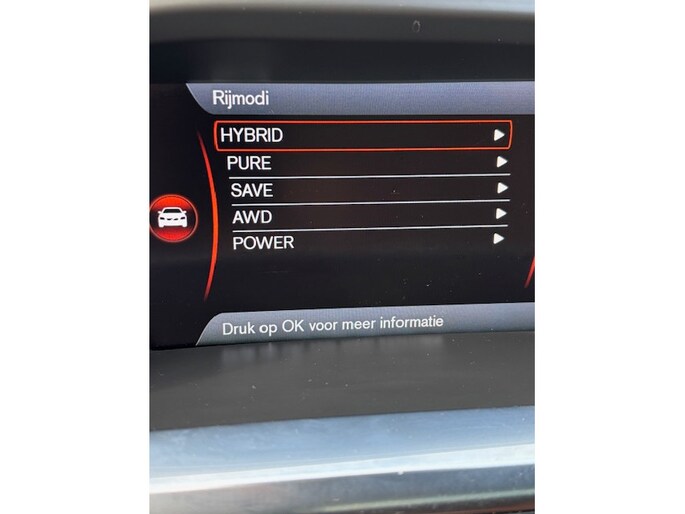 Rijmodi
HYBRID
PURE
SAVE
AWD
POWER
Druk op OK voor meer informatie